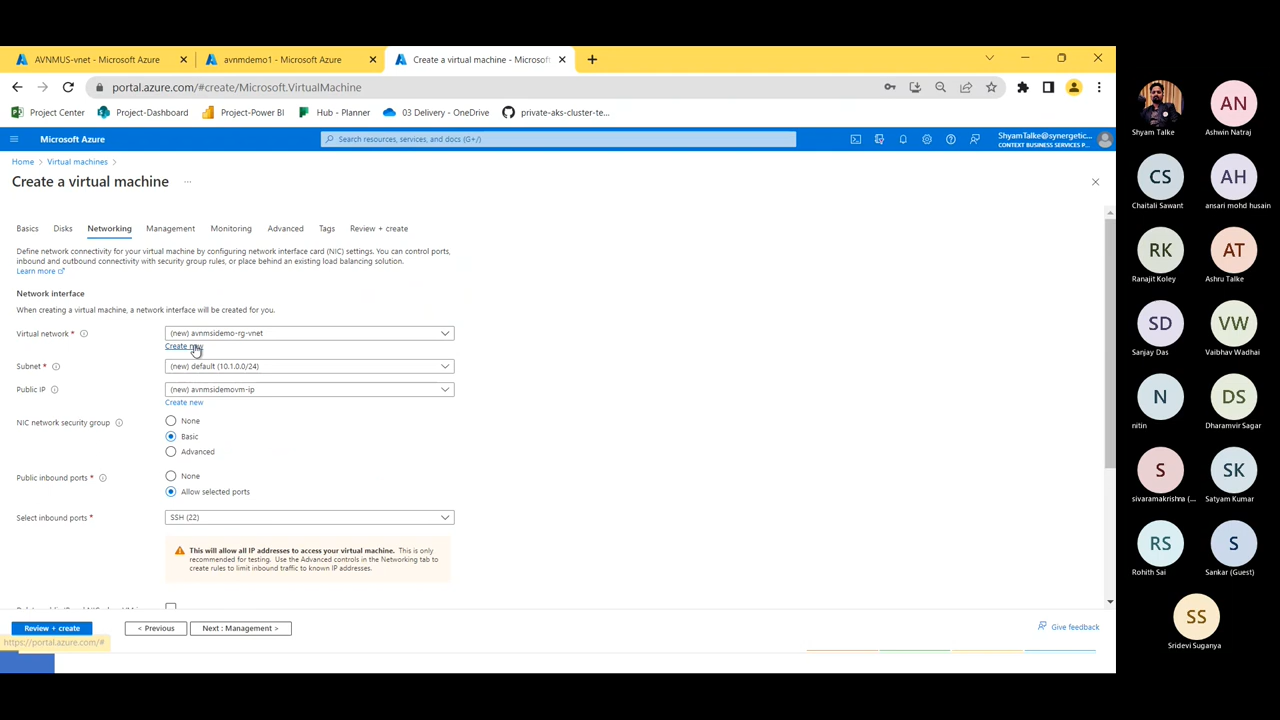 AVNMUS-vnet - Microsoft Azure
avnmdemo1 - Microsoft Azure
Create a virtual machine - Microsof
portal.azure.com/#create/Microsoft.VirtualMachine
Project Center
Project-Dashboard
Project-Power BI
Hub - Planner
03 Delivery - OneDrive
private-aks-cluster-te...
Microsoft Azure
Search resources, services, and docs (G+/)
ShyamTalke@synergetic...
CONTEXT BUSINESS SERVICES P...
Home > Virtual machines >
Create a virtual machine ...
Basics Disks Networking Management Monitoring Advanced Tags Review + create
Define network connectivity for your virtual machine by configuring network interface card (NIC) settings. You can control ports,
inbound and outbound connectivity with security group rules, or place behind an existing load balancing solution.
Learn more
Network interface
When creating a virtual machine, a network interface will be created for you.
Virtual network *
(new) avnmsidemo-rg-vnet
Create new
Subnet *
(new) default (10.1.0.0/24)
Public IP
(new) avnmsidemovm-ip
Create new
NIC network security group
None
Basic
Advanced
Public inbound ports *
None
Allow selected ports
Select inbound ports *
SSH (22)
This will allow all IP addresses to access your virtual machine. This is only
recommended for testing. Use the Advanced controls in the Networking tab to
create rules to limit inbound traffic to known IP addresses.
Review + create
< Previous
Next : Management >
Give feedback
https://portal.azure.com/#
Shyam Talke
AN
Ashwin Natraj
CS
Chaitali Sawant
AH
ansari mohd husain
RK
Ranajit Koley
AT
Ashru Talke
SD
Sanjay Das
VW
Vaibhav Wadhai
N
nitin
DS
Dharamvir Sagar
S
sivaramakrishna (...
SK
Satyam Kumar
RS
Rohith Sai
S
Sankar (Guest)
SS
Sridevi Suganya